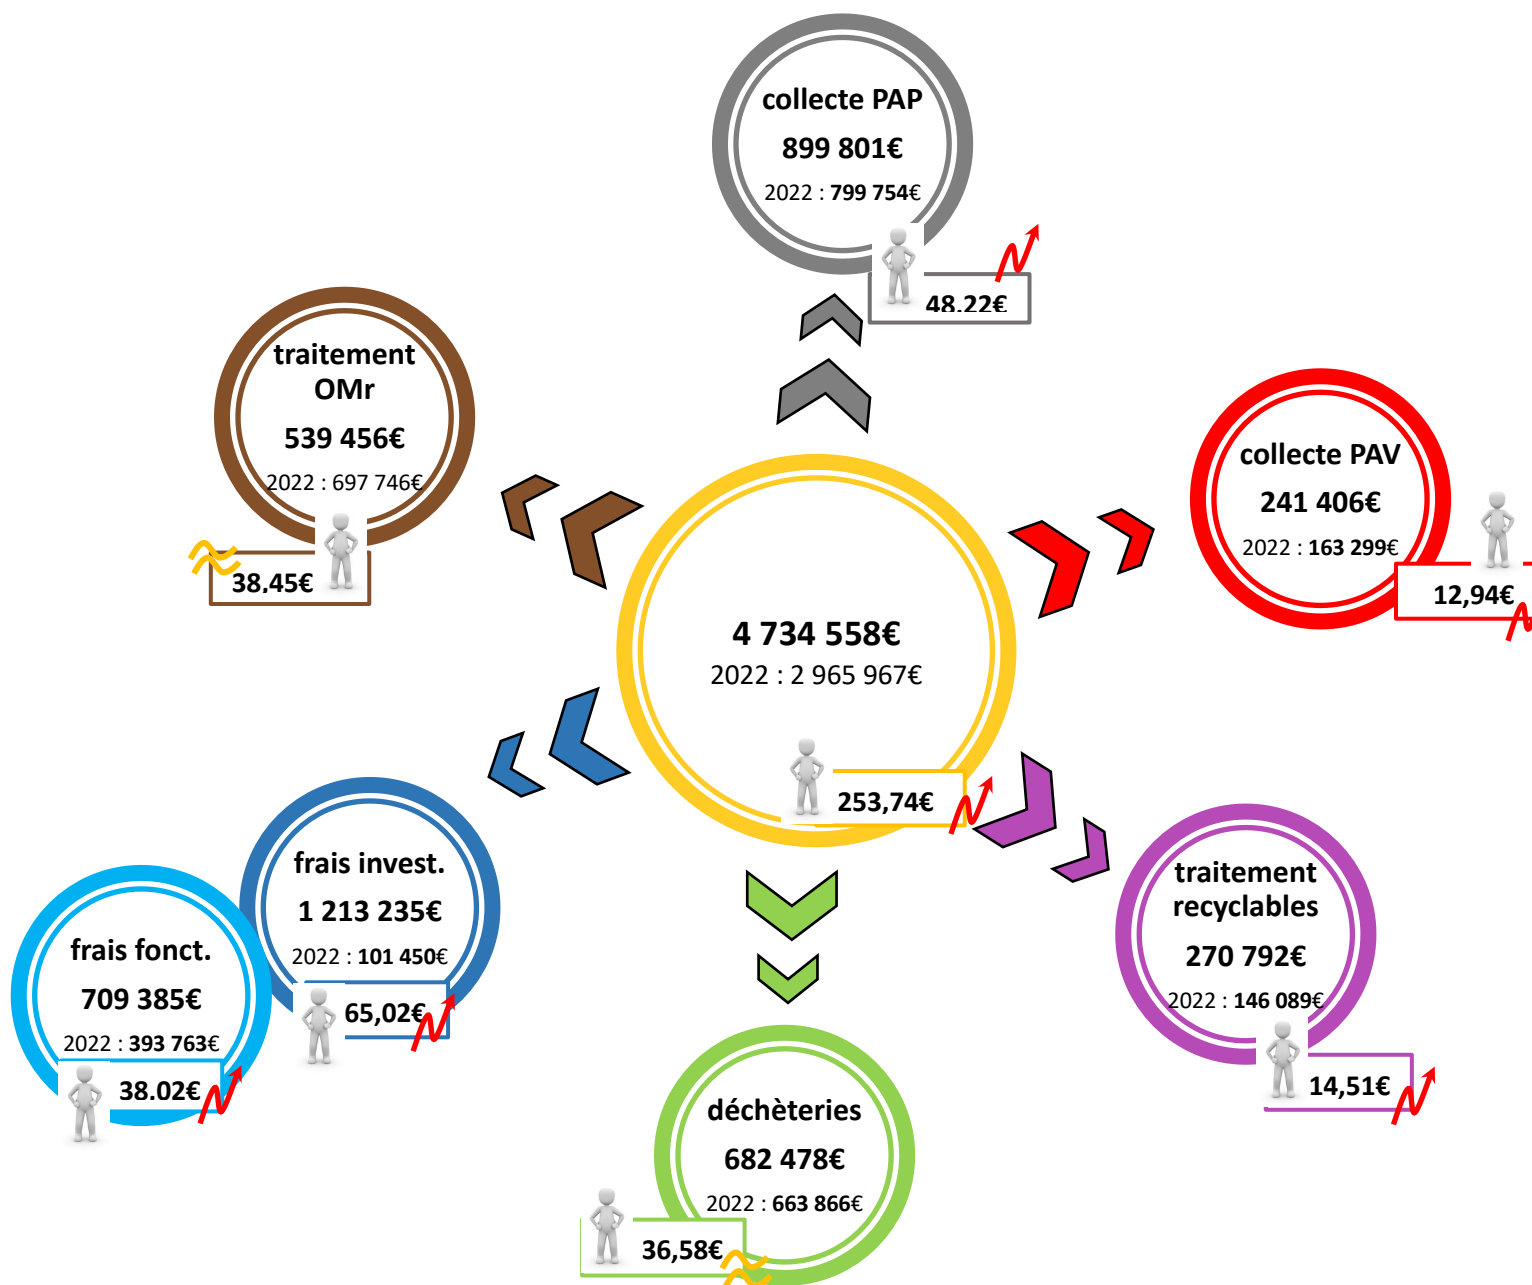 collecte PAP
899 801€
2022 : 799 754€
48.22€
traitement
OMr
539 456€
2022 : 697 746€
38,45€
collecte PAV
241 406€
2022 : 163 299€
12,94€
4 734 558€
2022 : 2 965 967€
253,74€
frais invest.
1 213 235€
2022 : 101 450€
65,02€
frais fonct.
709 385€
2022 : 393 763€
38.02€
traitement
recyclables
270 792€
2022 : 146 089€
14,51€
déchèteries
682 478€
2022 : 663 866€
36,58€